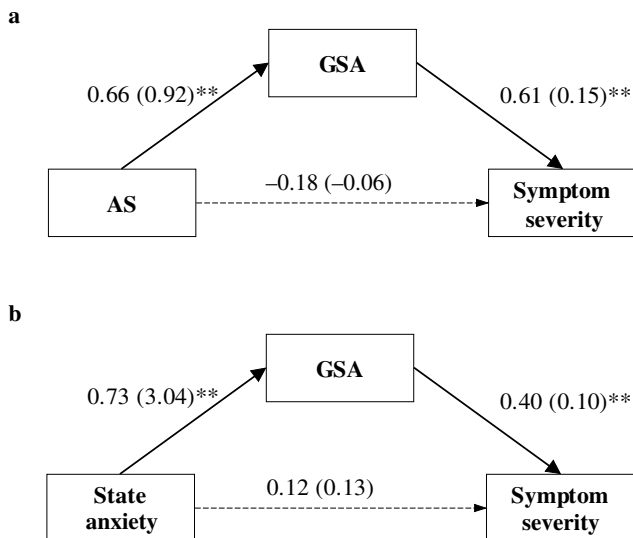 a
GSA
0.66 (0.92)**
0.61 (0.15)**
AS
–0.18 (–0.06)
Symptom
severity
b
GSA
0.73 (3.04)**
0.40 (0.10)**
State
anxiety
0.12 (0.13)
Symptom
severity